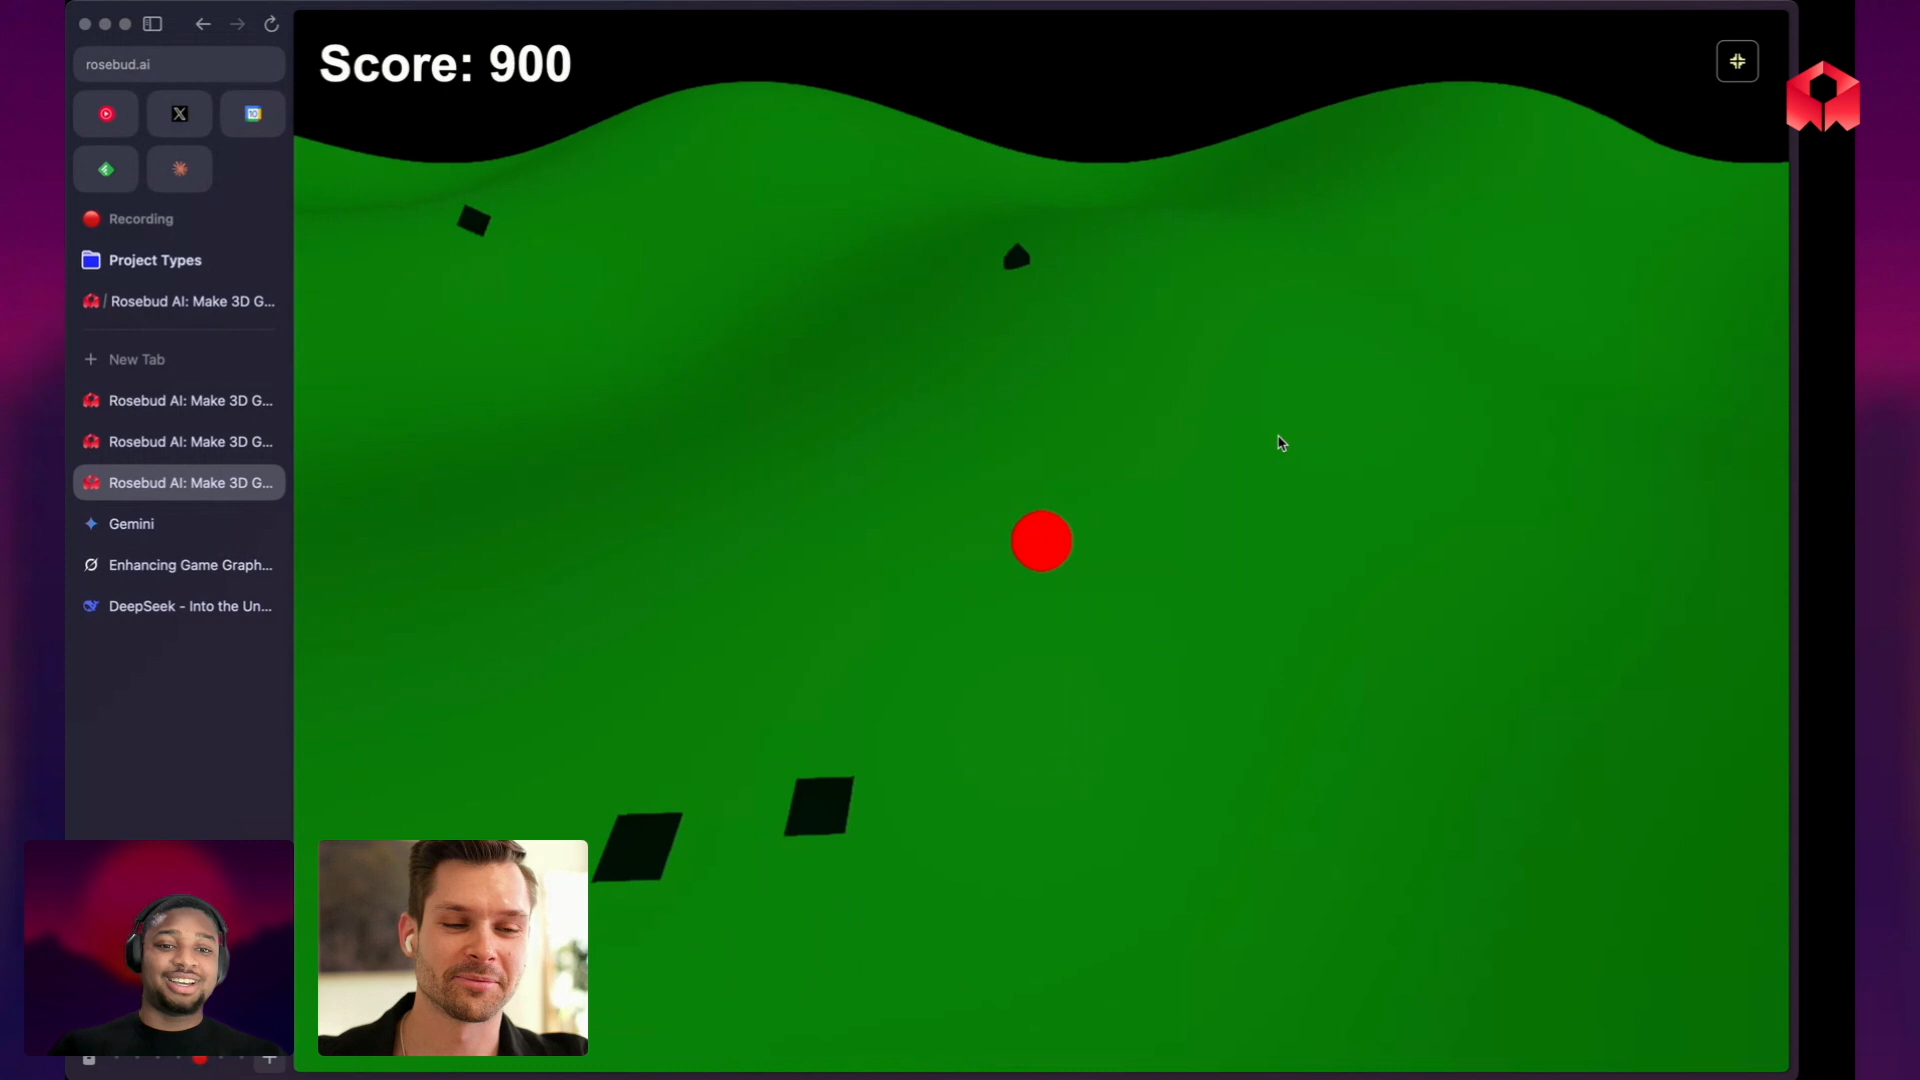 rosebud.ai
10
Recording
Project Types
/ Rosebud AI: Make 3D G...
+ New Tab
Rosebud AI: Make 3D G...
Rosebud AI: Make 3D G...
Rosebud AI: Make 3D G...
Gemini
Enhancing Game Graph...
DeepSeek - Into the Un...
Score: 900